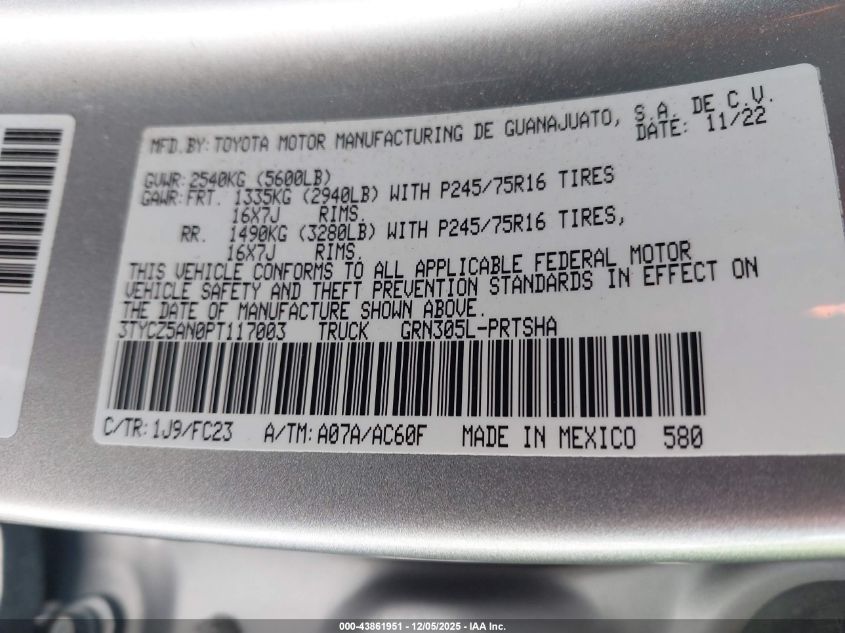 MFD.BY: TOYOTA MOTOR MANUFACTURING DE GUANAJUATO, S.A. DE C.V.
DATE: 11/22
GVWR: 2540KG (5600LB)
GAWR: FRT. 1335KG (2940LB) WITH P245/75R16 TIRES
16X7J RIMS.
RR. 1490KG (3280LB) WITH P245/75R16 TIRES,
16X7J RIMS.
THIS VEHICLE CONFORMS TO ALL APPLICABLE FEDERAL MOTOR
VEHICLE SAFETY AND THEFT PREVENTION STANDARDS IN EFFECT ON
THE DATE OF MANUFACTURE SHOWN ABOVE.
3TYCZ5AN0PT117003 TRUCK GRN305L-PRTSHA
C/TR: 1J9/FC23 A/TM: A07A/AC60F MADE IN MEXICO 580
000-43861951 - 12/05/2025 - IAA Inc.